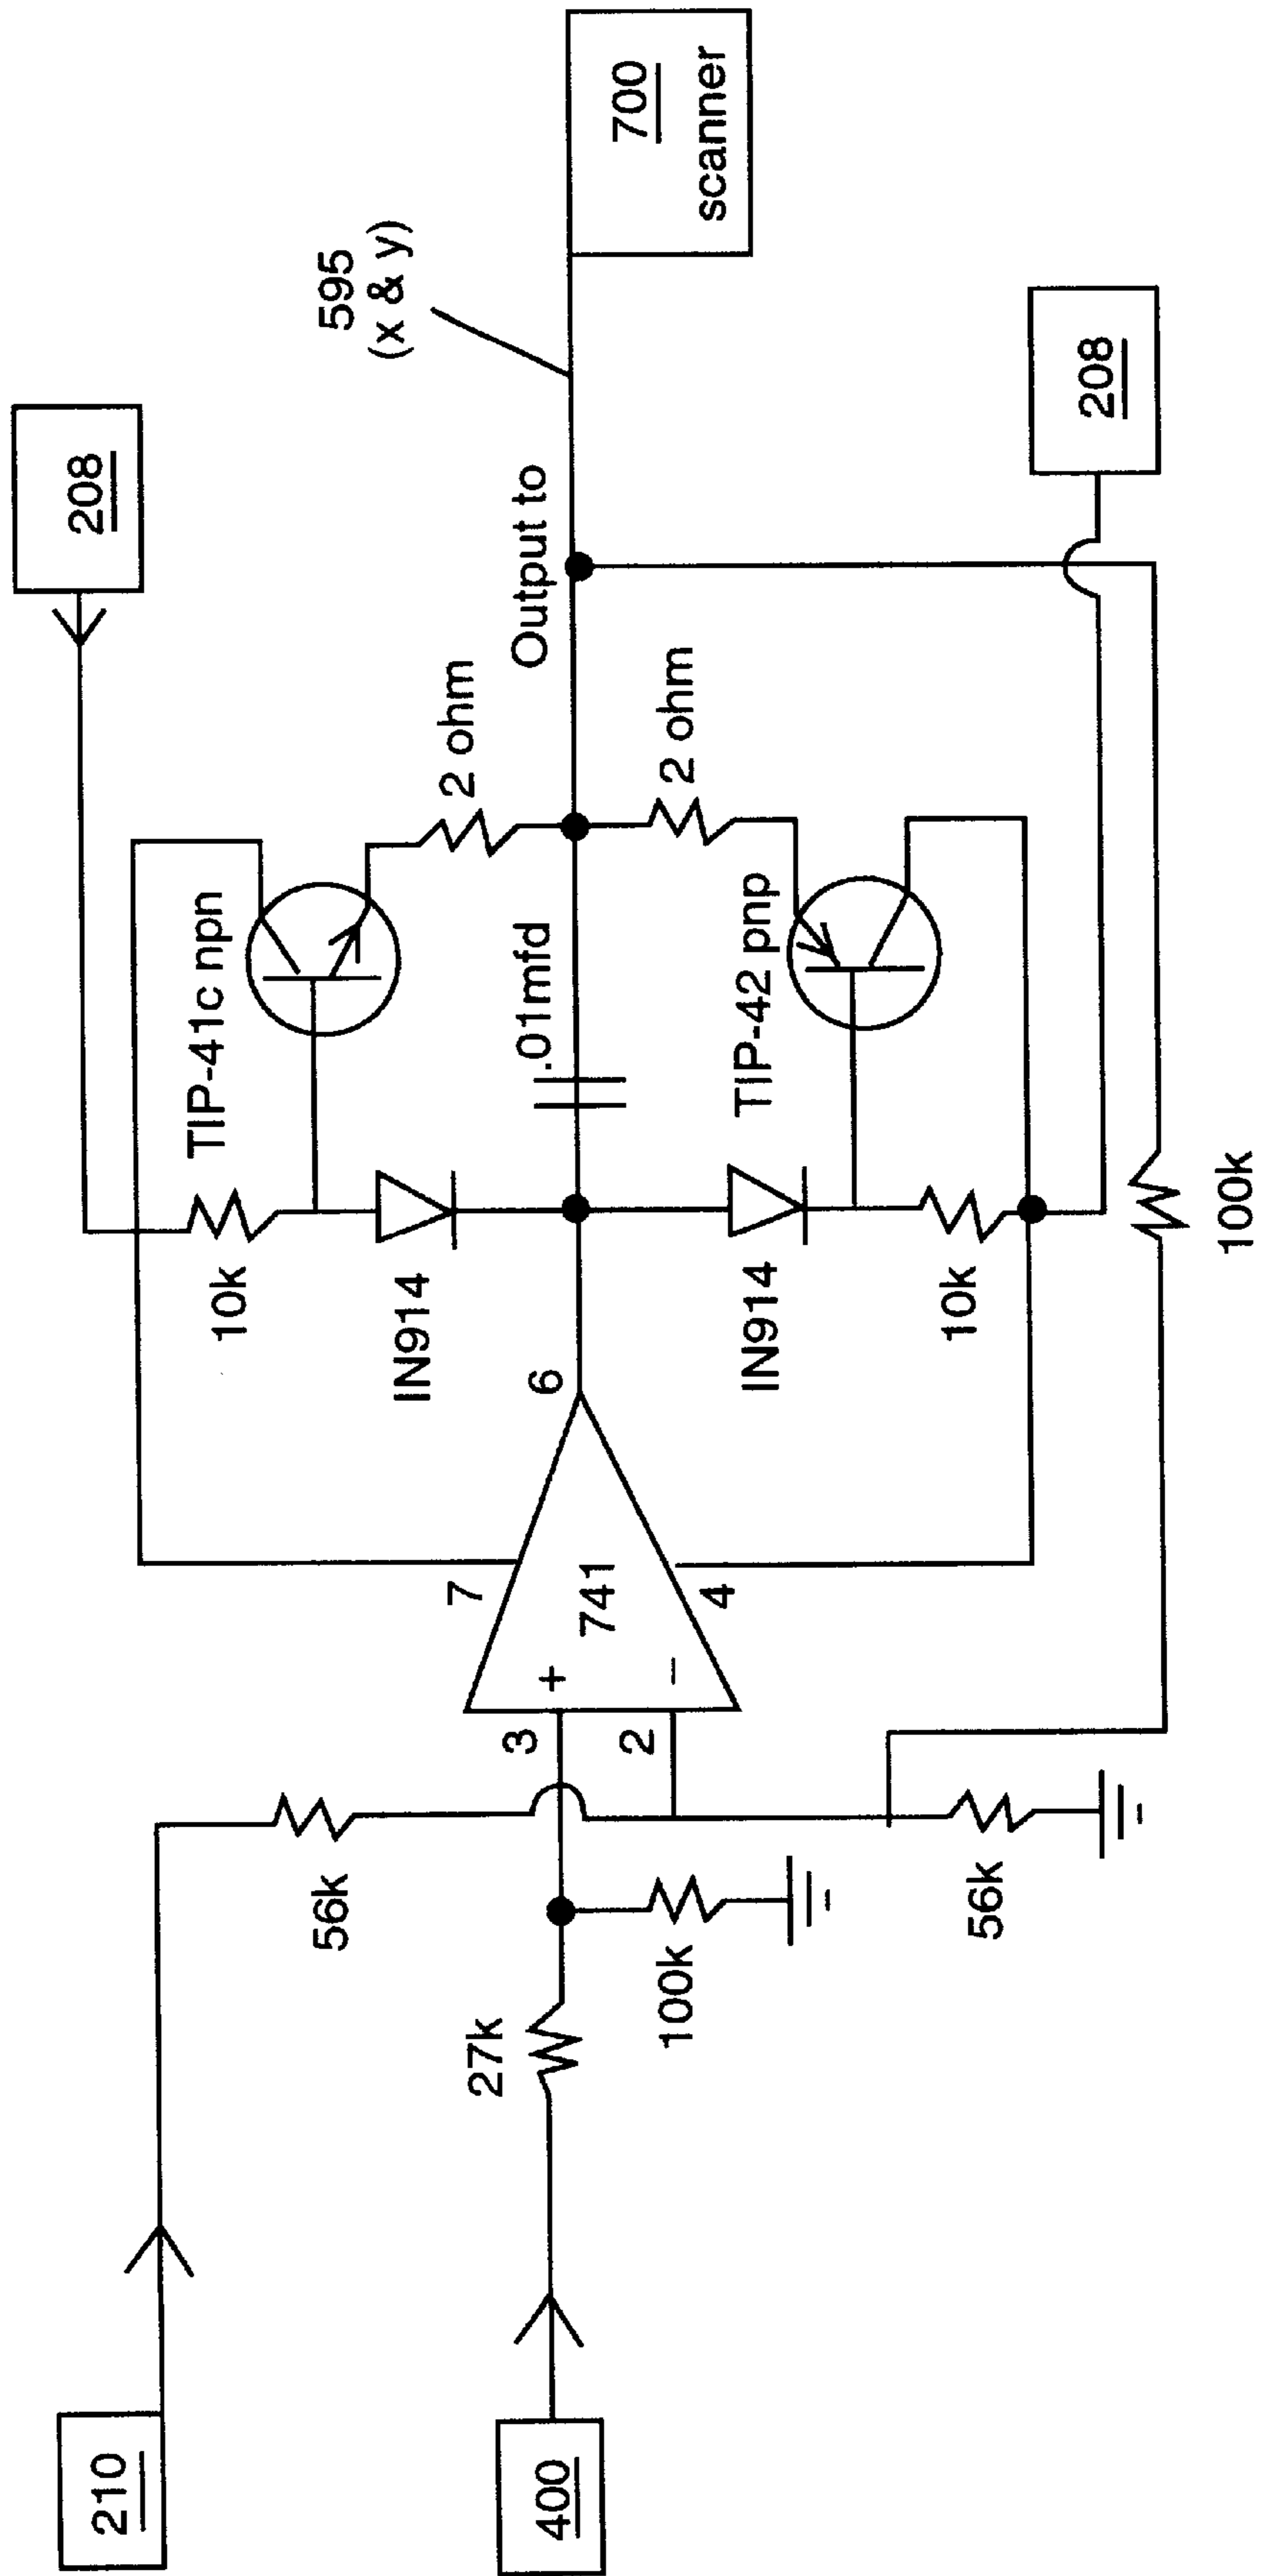 208
595
(x & y)
700
scanner
TIP-41c npn
2 ohm
Output to
10k
IN914
.01mfd
2 ohm
208
TIP-42 pnp
IN914
10k
100k
210
56k
7
6
741
3
+
2
−
4
400
27k
100k
56k